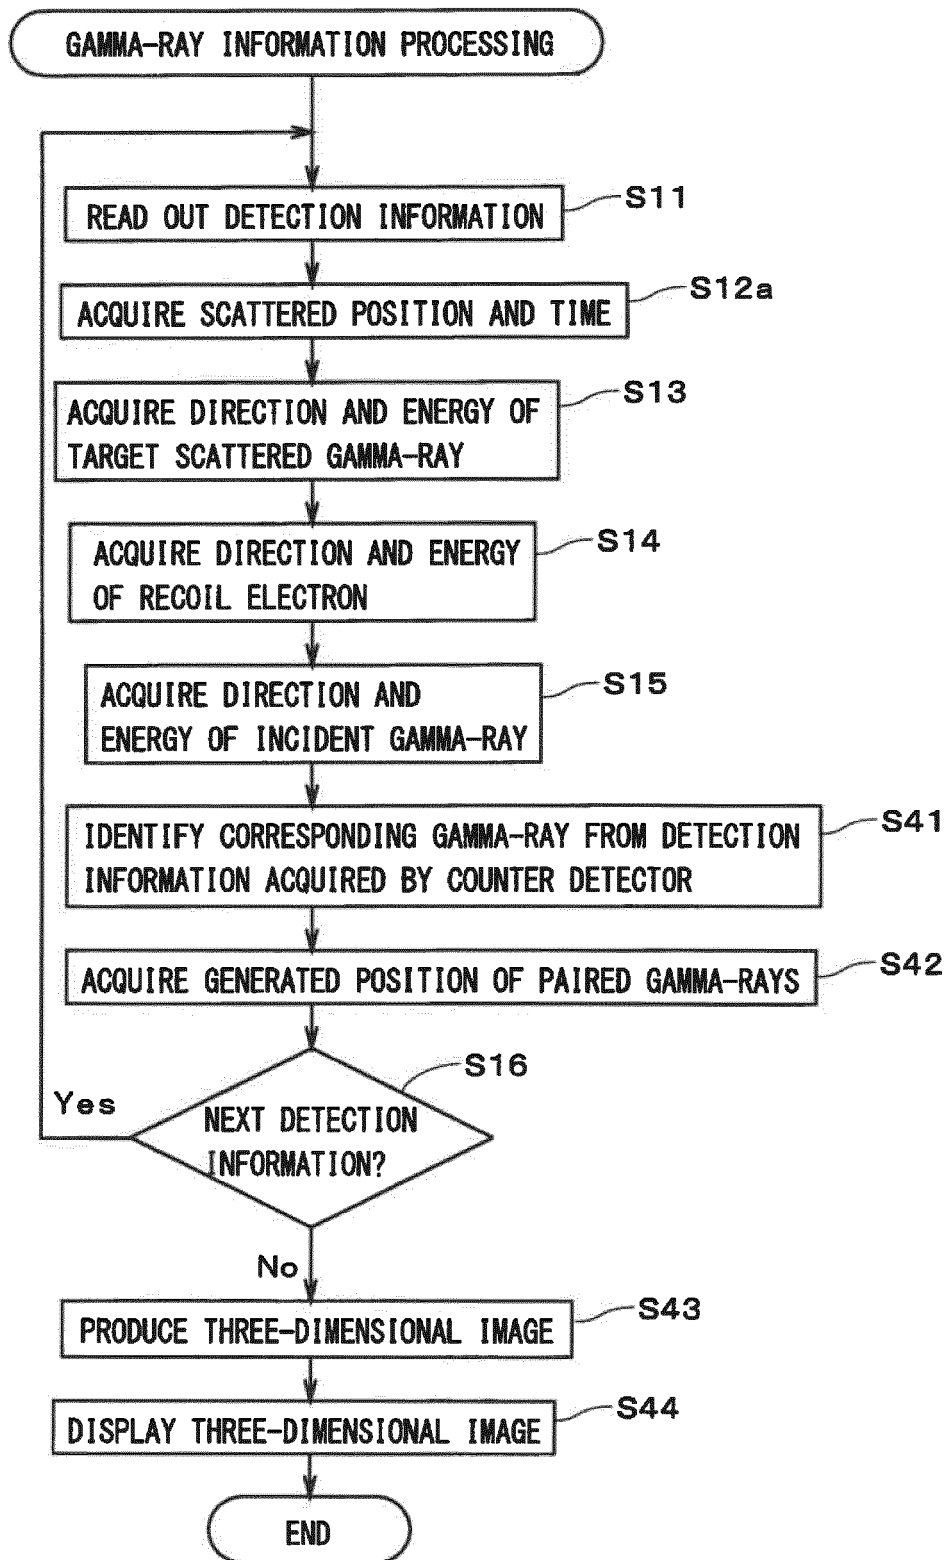 GAMMA-RAY INFORMATION PROCESSING
READ OUT DETECTION INFORMATION
S11
ACQUIRE SCATTERED POSITION AND TIME
S12a
ACQUIRE DIRECTION AND ENERGY OF
TARGET SCATTERED GAMMA-RAY
S13
ACQUIRE DIRECTION AND ENERGY
OF RECOIL ELECTRON
S14
ACQUIRE DIRECTION AND
ENERGY OF INCIDENT GAMMA-RAY
S15
IDENTIFY CORRESPONDING GAMMA-RAY FROM DETECTION
INFORMATION ACQUIRED BY COUNTER DETECTOR
S41
ACQUIRE GENERATED POSITION OF PAIRED GAMMA-RAYS
S42
S16
Yes
NEXT DETECTION
INFORMATION?
No
PRODUCE THREE-DIMENSIONAL IMAGE
S43
DISPLAY THREE-DIMENSIONAL IMAGE
S44
END